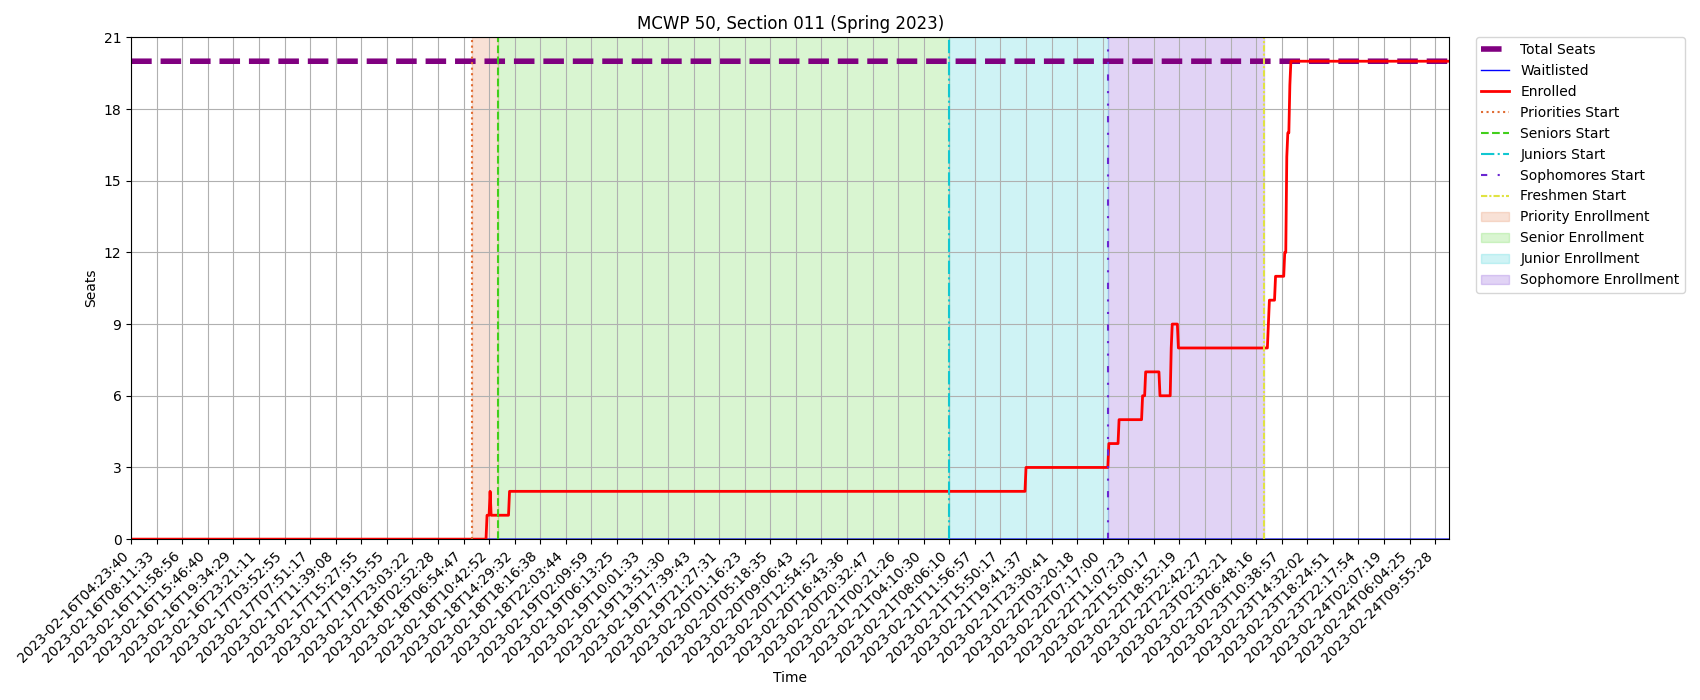 MCWP 50, Section 011 (Spring 2023)
21
18
15
12
9
6
3
0
Seats
2023-02-16T04:23:40
2023-02-16T08:11:33
2023-02-16T11:58:56
2023-02-16T15:46:40
2023-02-16T19:34:29
2023-02-16T23:21:11
2023-02-17T03:52:55
2023-02-17T07:51:17
2023-02-17T11:39:08
2023-02-17T15:27:55
2023-02-17T19:15:55
2023-02-17T23:03:22
2023-02-18T02:52:28
2023-02-18T06:54:47
2023-02-18T10:42:52
2023-02-18T14:29:32
2023-02-18T18:16:38
2023-02-18T22:03:44
2023-02-19T02:09:59
2023-02-19T06:13:25
2023-02-19T10:01:33
2023-02-19T13:51:30
2023-02-19T17:39:43
2023-02-19T21:27:31
2023-02-20T01:16:23
2023-02-20T05:18:35
2023-02-20T09:06:43
2023-02-20T12:54:52
2023-02-20T16:43:36
2023-02-20T20:32:47
2023-02-21T00:21:26
2023-02-21T04:10:30
2023-02-21T08:06:10
2023-02-21T11:56:57
2023-02-21T15:50:17
2023-02-21T19:41:37
2023-02-21T23:30:41
2023-02-22T03:20:18
2023-02-22T07:17:00
2023-02-22T11:07:23
2023-02-22T15:00:17
2023-02-22T18:52:19
2023-02-22T22:42:27
2023-02-23T02:32:21
2023-02-23T06:48:16
2023-02-23T10:38:57
2023-02-23T14:32:02
2023-02-23T18:24:51
2023-02-23T22:17:54
2023-02-24T02:07:19
2023-02-24T06:04:25
2023-02-24T09:55:28
Time
Total Seats
Waitlisted
Enrolled
Priorities Start
Seniors Start
Juniors Start
Sophomores Start
Freshmen Start
Priority Enrollment
Senior Enrollment
Junior Enrollment
Sophomore Enrollment